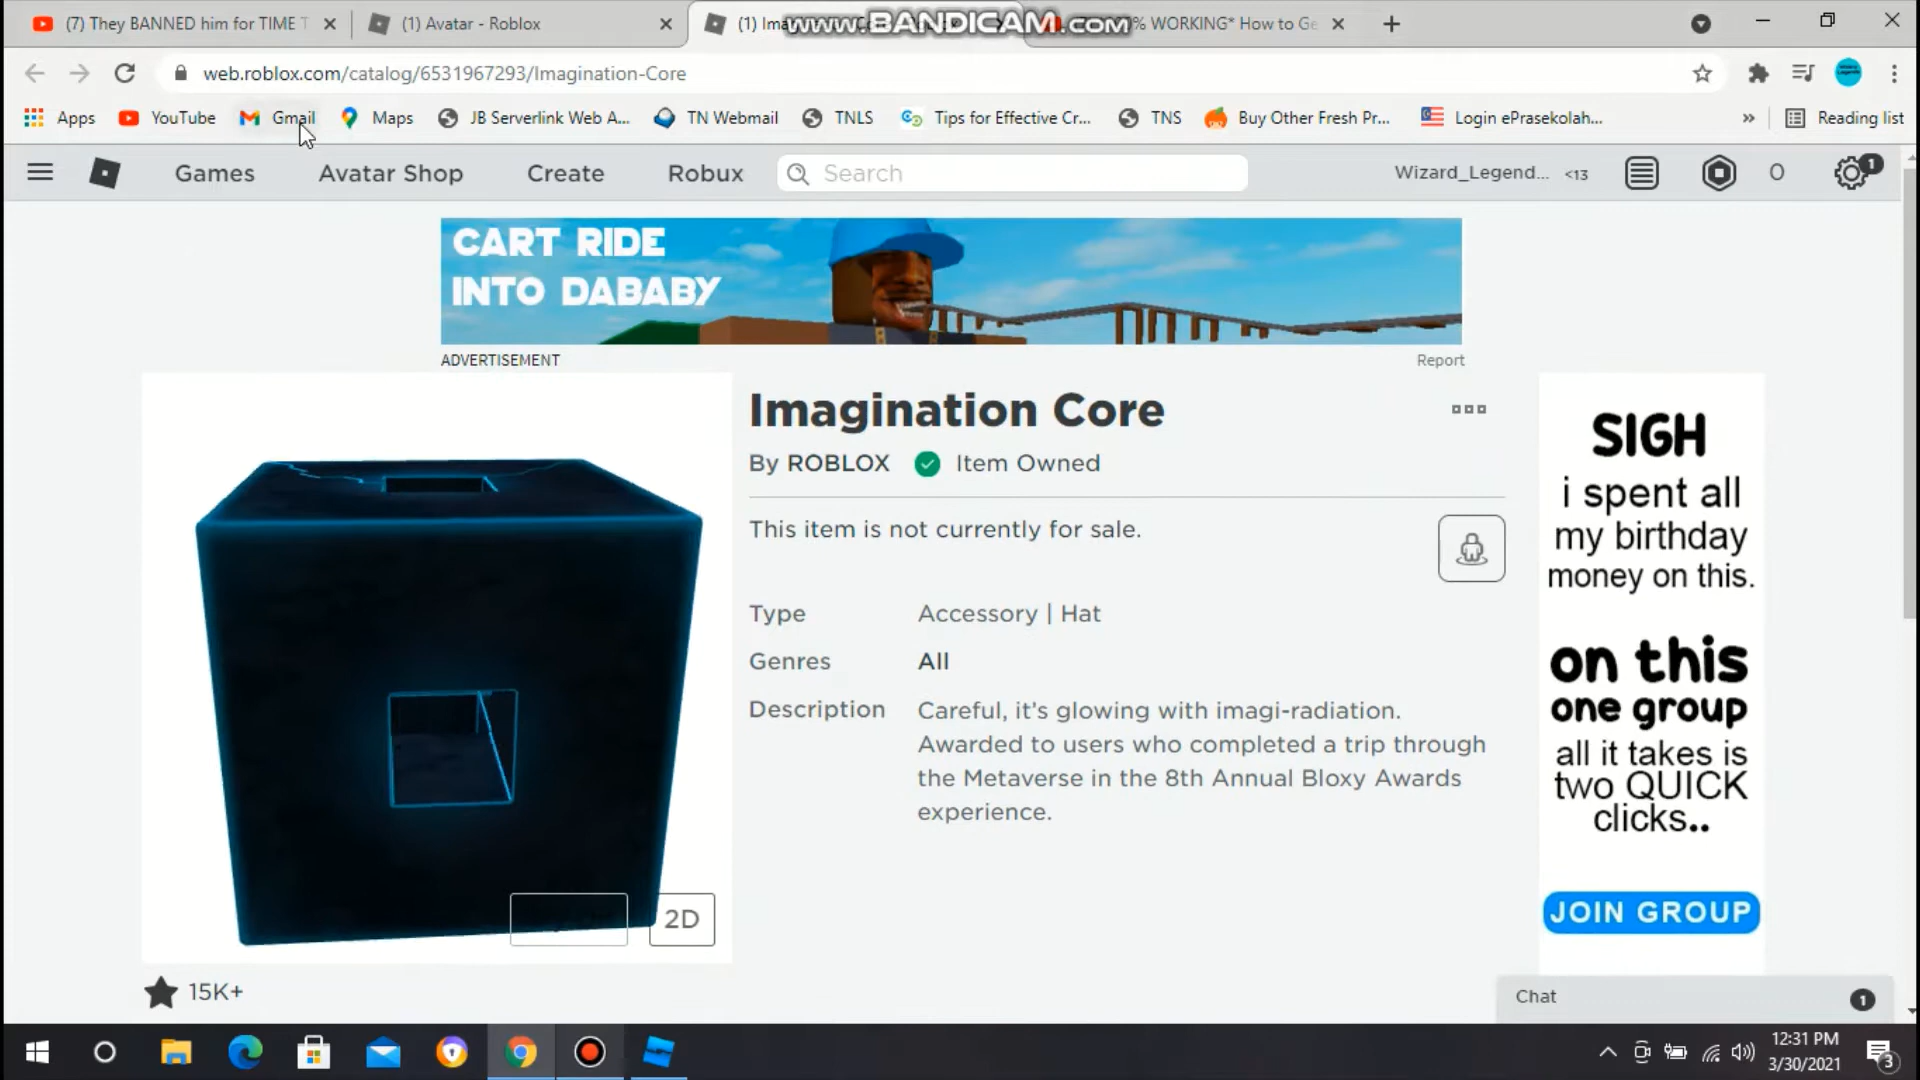 (7) They BANNED him for TIME T
(1) Avatar - Roblox
(1) Ima
www.BANDICAM.com
% WORKING* How to Ge
web.roblox.com/catalog/6531967293/Imagination-Core
Apps
YouTube
Gmail
Maps
JB Serverlink Web A...
TN Webmail
TNLS
Tips for Effective Cr...
TNS
Buy Other Fresh Pr...
Login ePrasekolah...
»
Reading list
Games
Avatar Shop
Create
Robux
Search
Wizard_Legend... <13
0
1
CART RIDE
INTO DABABY
ADVERTISEMENT
Report
Imagination Core
By ROBLOX
Item Owned
This item is not currently for sale.
Type
Accessory | Hat
Genres
All
Description
Careful, it's glowing with imagi-radiation.
Awarded to users who completed a trip through
the Metaverse in the 8th Annual Bloxy Awards
experience.
2D
15K+
SIGH
i spent all
my birthday
money on this.
on this
one group
all it takes is
two QUICK
clicks..
JOIN GROUP
Chat
1
12:31 PM
3/30/2021
3